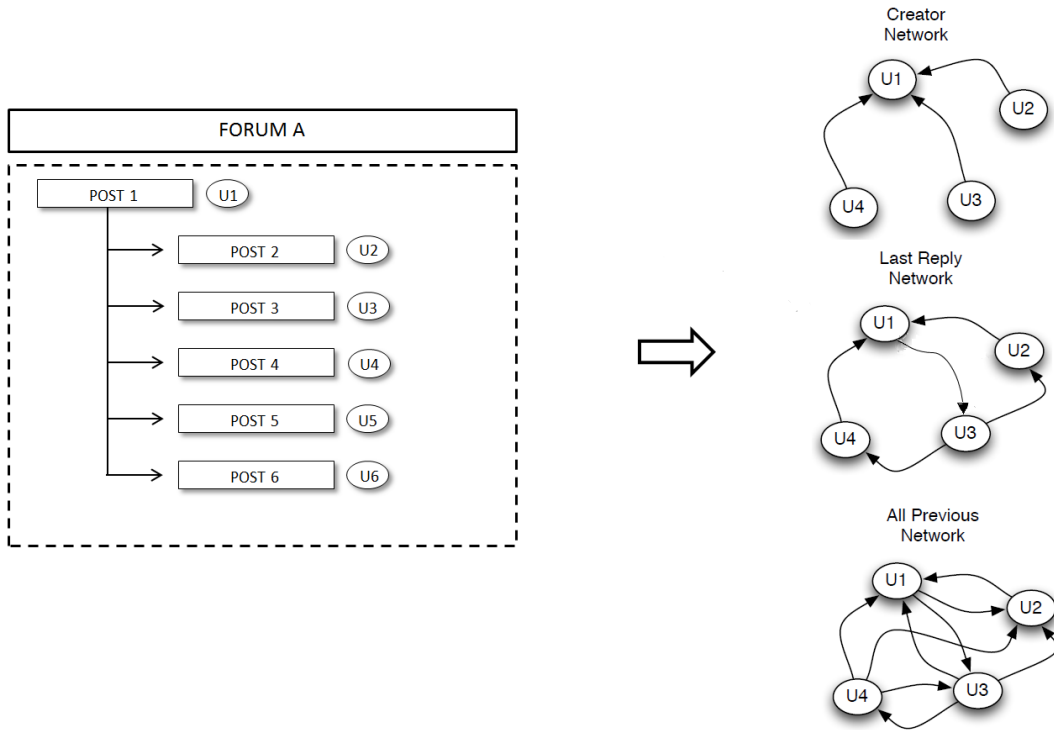 FORUM A
POST 1
U1
POST 2
U2
POST 3
U3
POST 4
U4
POST 5
U5
POST 6
U6
Creator
Network
U1
U2
U4
U3
Last Reply
Network
U1
U2
U4
U3
All Previous
Network
U1
U2
U4
U3